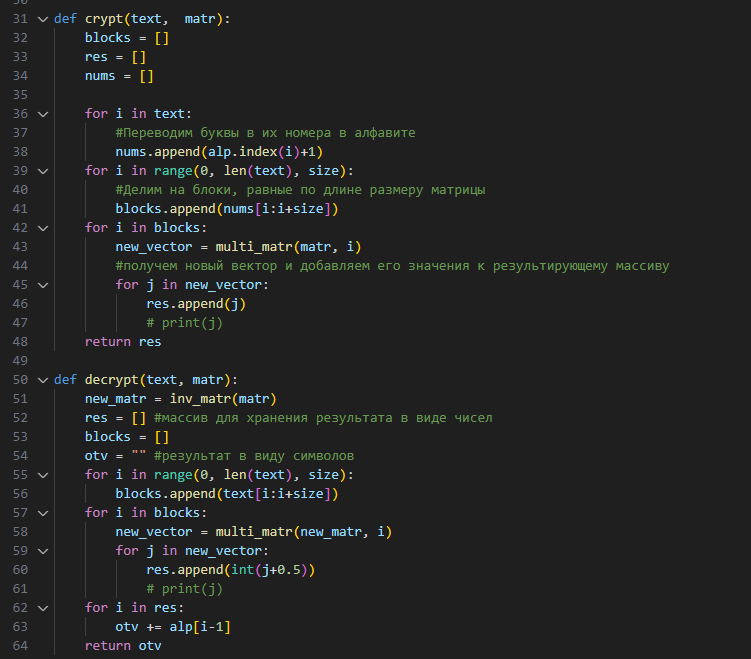 31 def crypt(text,  matr):
32     blocks = []
33     res = []
34     nums = []
35
36     for i in text:
37         #Переводим буквы в их номера в алфавите
38         nums.append(alp.index(i)+1)
39     for i in range(0, len(text), size):
40         #Делим на блоки, равные по длине размеру матрицы
41         blocks.append(nums[i:i+size])
42     for i in blocks:
43         new_vector = multi_matr(matr, i)
44         #получем новый вектор и добавляем его значения к результирующему массиву
45         for j in new_vector:
46             res.append(j)
47             # print(j)
48     return res
49
50 def decrypt(text, matr):
51     new_matr = inv_matr(matr)
52     res = [] #массив для хранения результата в виде чисел
53     blocks = []
54     otv = "" #результат в виду символов
55     for i in range(0, len(text), size):
56         blocks.append(text[i:i+size])
57     for i in blocks:
58         new_vector = multi_matr(new_matr, i)
59         for j in new_vector:
60             res.append(int(j+0.5))
61             # print(j)
62     for i in res:
63         otv += alp[i-1]
64     return otv